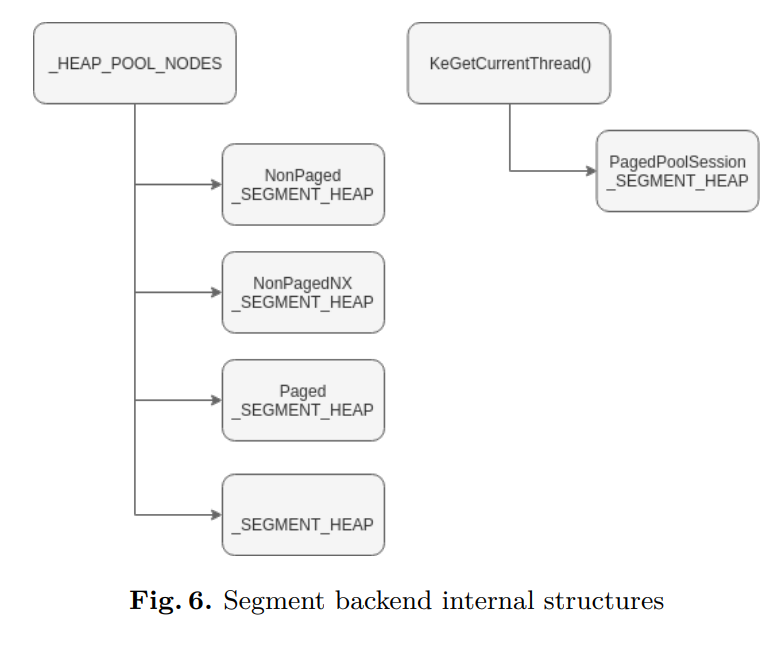 _HEAP_POOL_NODES
KeGetCurrentThread()
PagedPoolSession
_SEGMENT_HEAP
NonPaged
_SEGMENT_HEAP
NonPagedNX
_SEGMENT_HEAP
Paged
_SEGMENT_HEAP
_SEGMENT_HEAP
Fig. 6. Segment backend internal structures